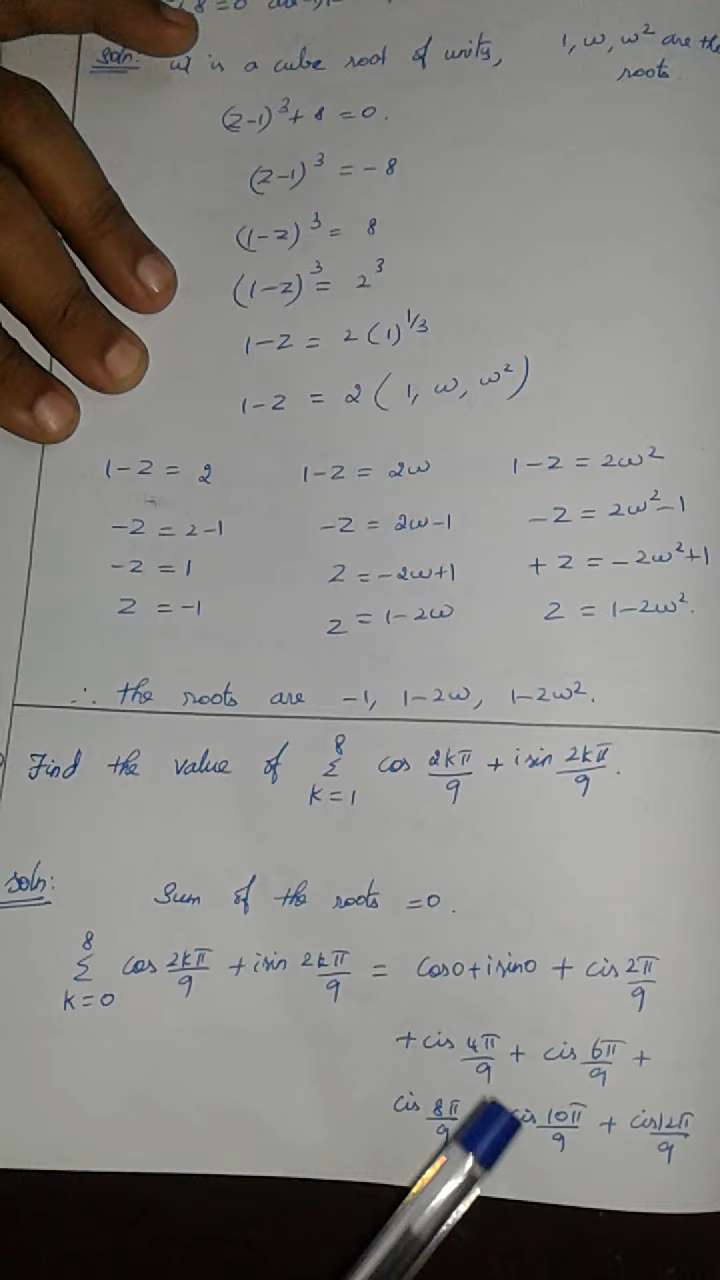 8 = 0
Soln: ω is a cube root of unity, 1, ω, ω² are the
roots
(z-1)³ + 8 = 0.
(z-1)³ = -8
(1-z)³ = 8
(1-z)³ = 2³
1-z = 2(1)^1/3
1-z = 2(1, ω, ω²)
1-z = 2 1-z = 2ω 1-z = 2ω²
-z = 2-1 -z = 2ω-1 -z = 2ω²-1
-z = 1 z = -2ω+1 +z = -2ω²+1
z = -1 z = 1-2ω z = 1-2ω².
∴ the roots are -1, 1-2ω, 1-2ω².
Find the value of 8 Σ k=1 cos 2kπ/9 + i sin 2kπ/9.
Soln: Sum of the roots = 0.
8 Σ k=0 cos 2kπ/9 + i sin 2kπ/9 = cos0 + i sin0 + cis 2π/9
+ cis 4π/9 + cis 6π/9 +
cis 8π/9 cis 10π/9 + cis 12π/9